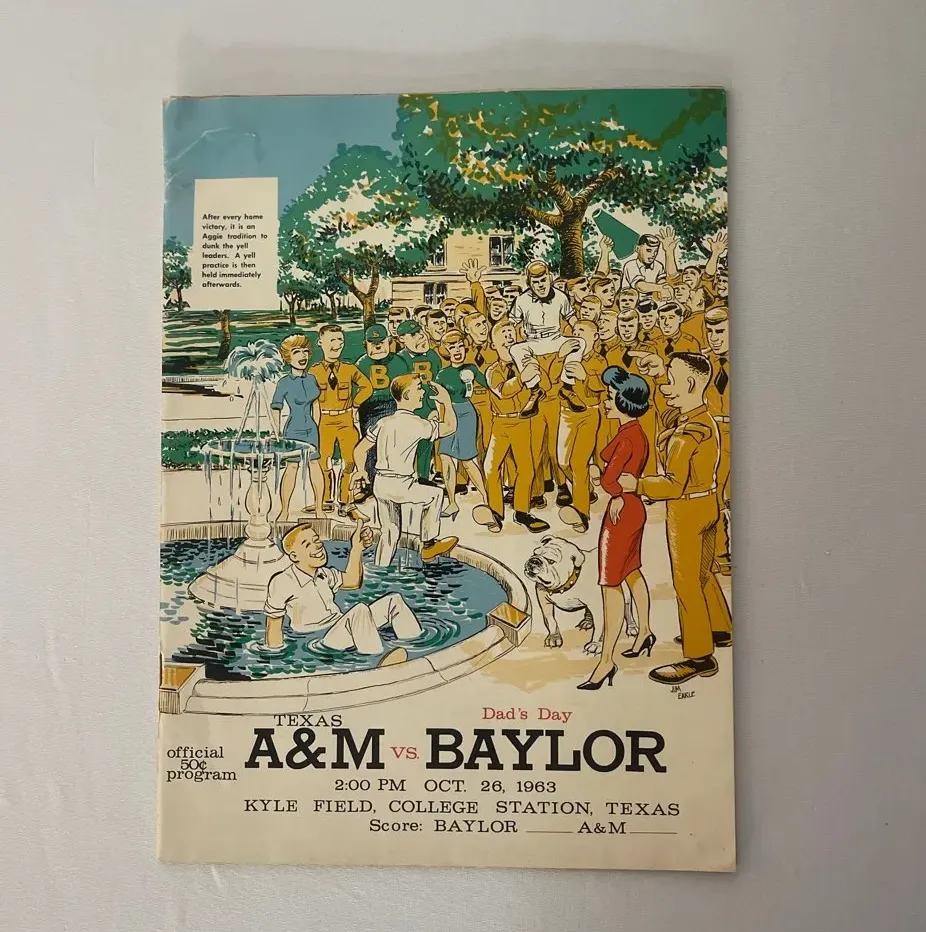 After every home
victory, it is an
Aggie tradition to
dunk the yell
leaders. A yell
practice is then
held immediately
afterwards.
B
B
JIM
EARLE
TEXAS
Dad's Day
A&M VS. BAYLOR
official
50¢
program
2:00 PM OCT. 26, 1963
KYLE FIELD, COLLEGE STATION, TEXAS
Score: BAYLOR _____ A&M _____